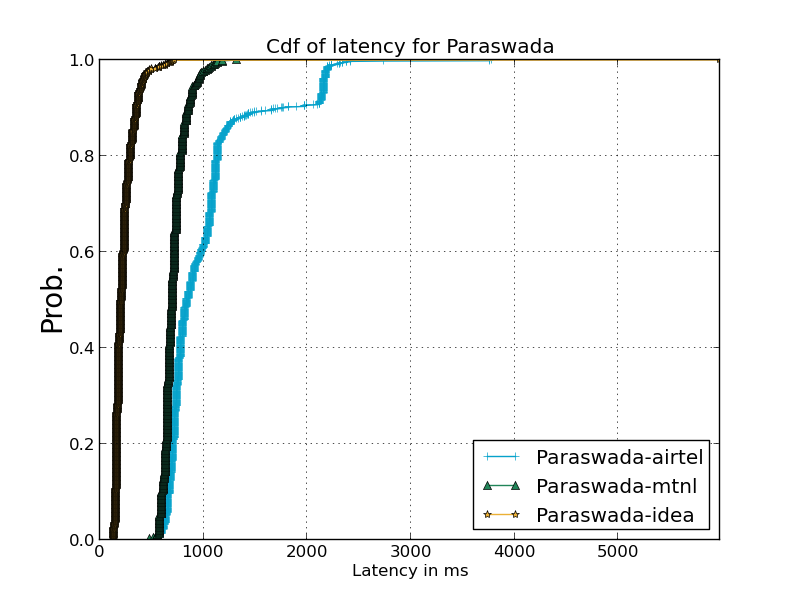 Cdf of latency for Paraswada
1.0
0.8
0.6
0.4
0.2
0.0
Prob.
0 1000 2000 3000 4000 5000
Latency in ms
Paraswada-airtel
Paraswada-mtnl
Paraswada-idea